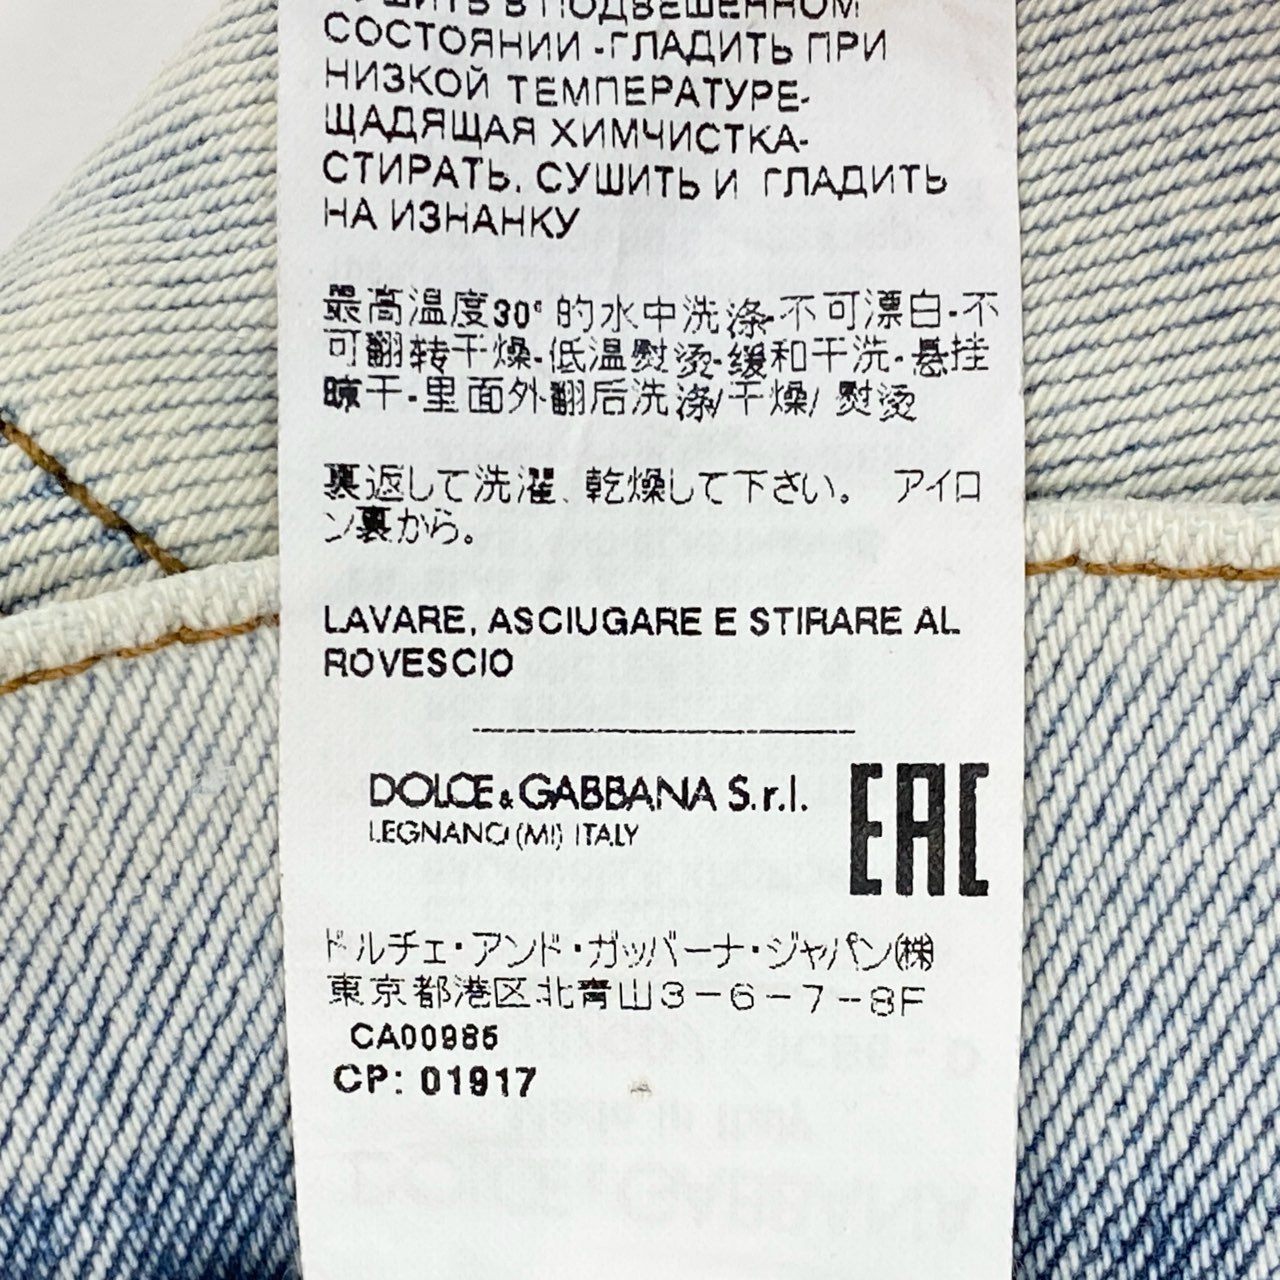 СУШИТЬ В ПОДВЕШЕННОМ
СОСТОЯНИИ -ГЛАДИТЬ ПРИ
НИЗКОЙ ТЕМПЕРАТУРЕ-
ЩАДЯЩАЯ ХИМЧИСТКА-
СТИРАТЬ, СУШИТЬ И ГЛАДИТЬ
НА ИЗНАНКУ
最高温度30° 的水中洗涤-不可漂白-不
可翻转干燥-低温熨烫-缓和干洗-悬挂
晾干-里面外翻后洗涤/干燥/ 熨烫
裏返して洗濯、乾燥して下さい。 アイロ
ン裏から。
LAVARE, ASCIUGARE E STIRARE AL
ROVESCIO
DOLCE & GABBANA S.r.l.
LEGNANO (MI) ITALY
EAC
ドルチェ・アンド・ガッバーナ・ジャパン(株)
東京都港区北青山3-6-7-8F
CA00985
CP: 01917